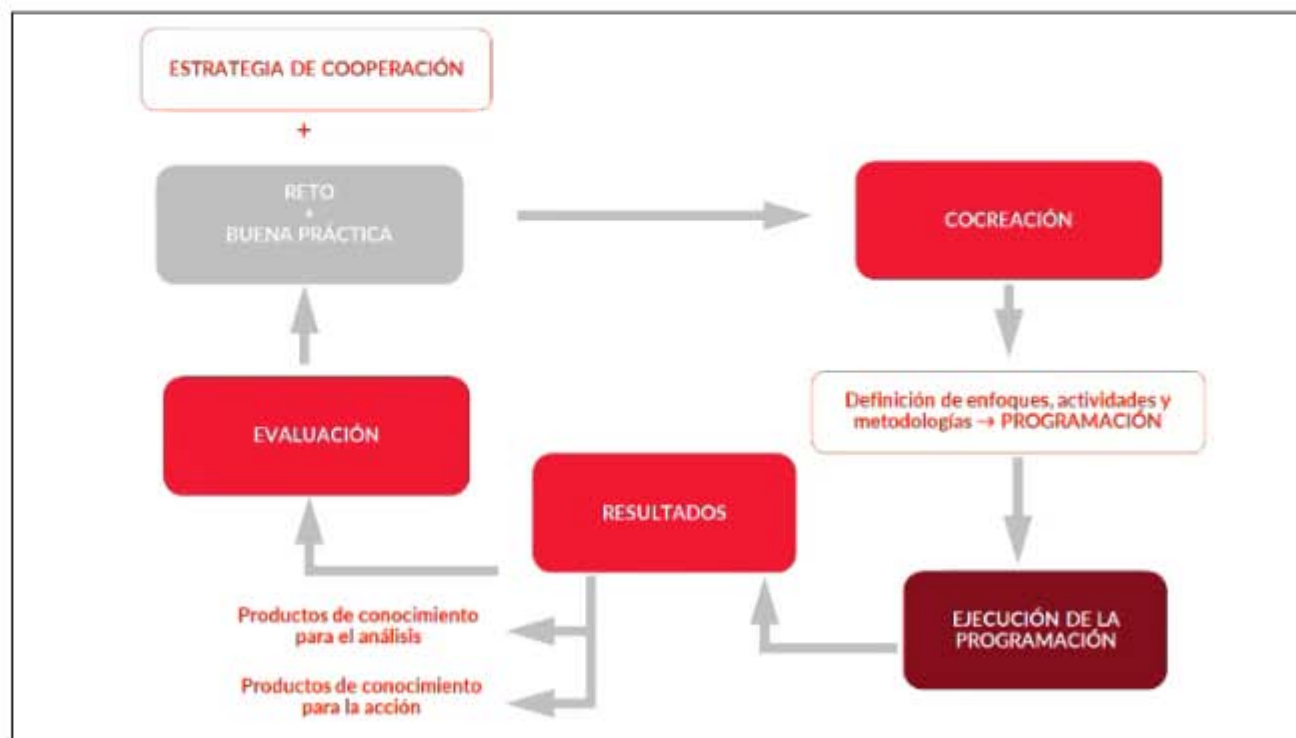 ESTRATEGIA DE COOPERACIÓN
+
RETO
+
BUENA PRÁCTICA
COCREACIÓN
Definición de enfoques, actividades y
metodologías → PROGRAMACIÓN
EVALUACIÓN
RESULTADOS
EJECUCIÓN DE LA
PROGRAMACIÓN
Productos de conocimiento
para el análisis
Productos de conocimiento
para la acción